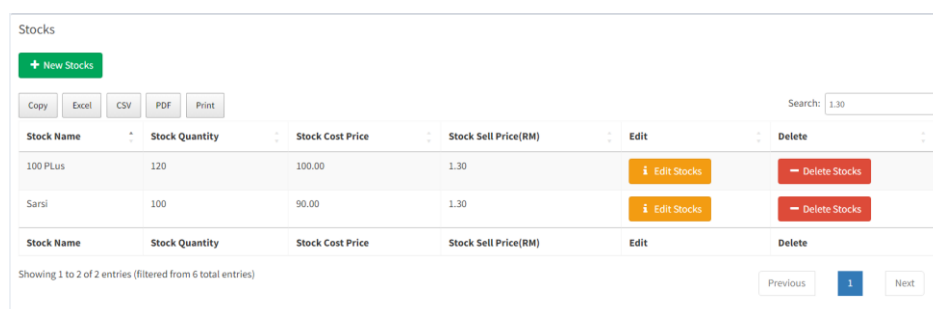 Stocks
+ New Stocks
Copy Excel CSV PDF Print Search: 1.30
Stock Name Stock Quantity Stock Cost Price Stock Sell Price(RM) Edit Delete
100 PLus 120 100.00 1.30 Edit Stocks Delete Stocks
Sarsi 100 90.00 1.30 Edit Stocks Delete Stocks
Stock Name Stock Quantity Stock Cost Price Stock Sell Price(RM) Edit Delete
Showing 1 to 2 of 2 entries (filtered from 6 total entries)
Previous 1 Next